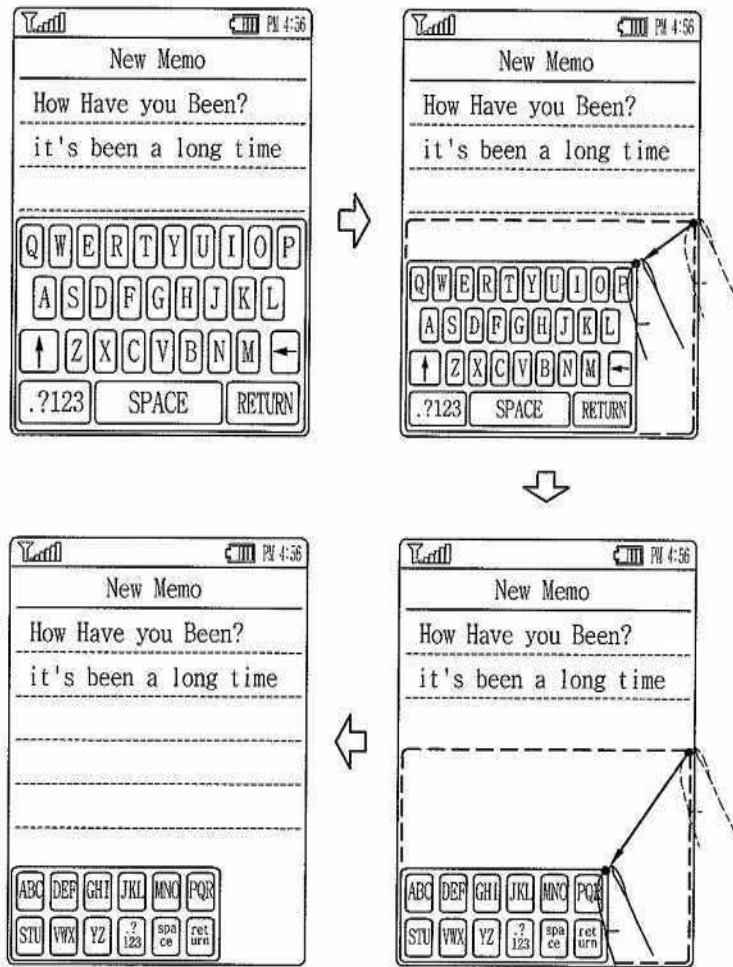 PM 4:56
New Memo
How Have you Been?
it's been a long time
Q W E R T Y U I O P
A S D F G H J K L
Z X C V B N M
.?123 SPACE RETURN
PM 4:56
New Memo
How Have you Been?
it's been a long time
Q W E R T Y U I O P
A S D F G H J K L
Z X C V B N M
.?123 SPACE RETURN
PM 4:56
New Memo
How Have you Been?
it's been a long time
ABC DEF GHI JKL MNO PQR
STU VWX YZ .?123 space return
PM 4:56
New Memo
How Have you Been?
it's been a long time
ABC DEF GHI JKL MNO PQR
STU VWX YZ .?123 space return